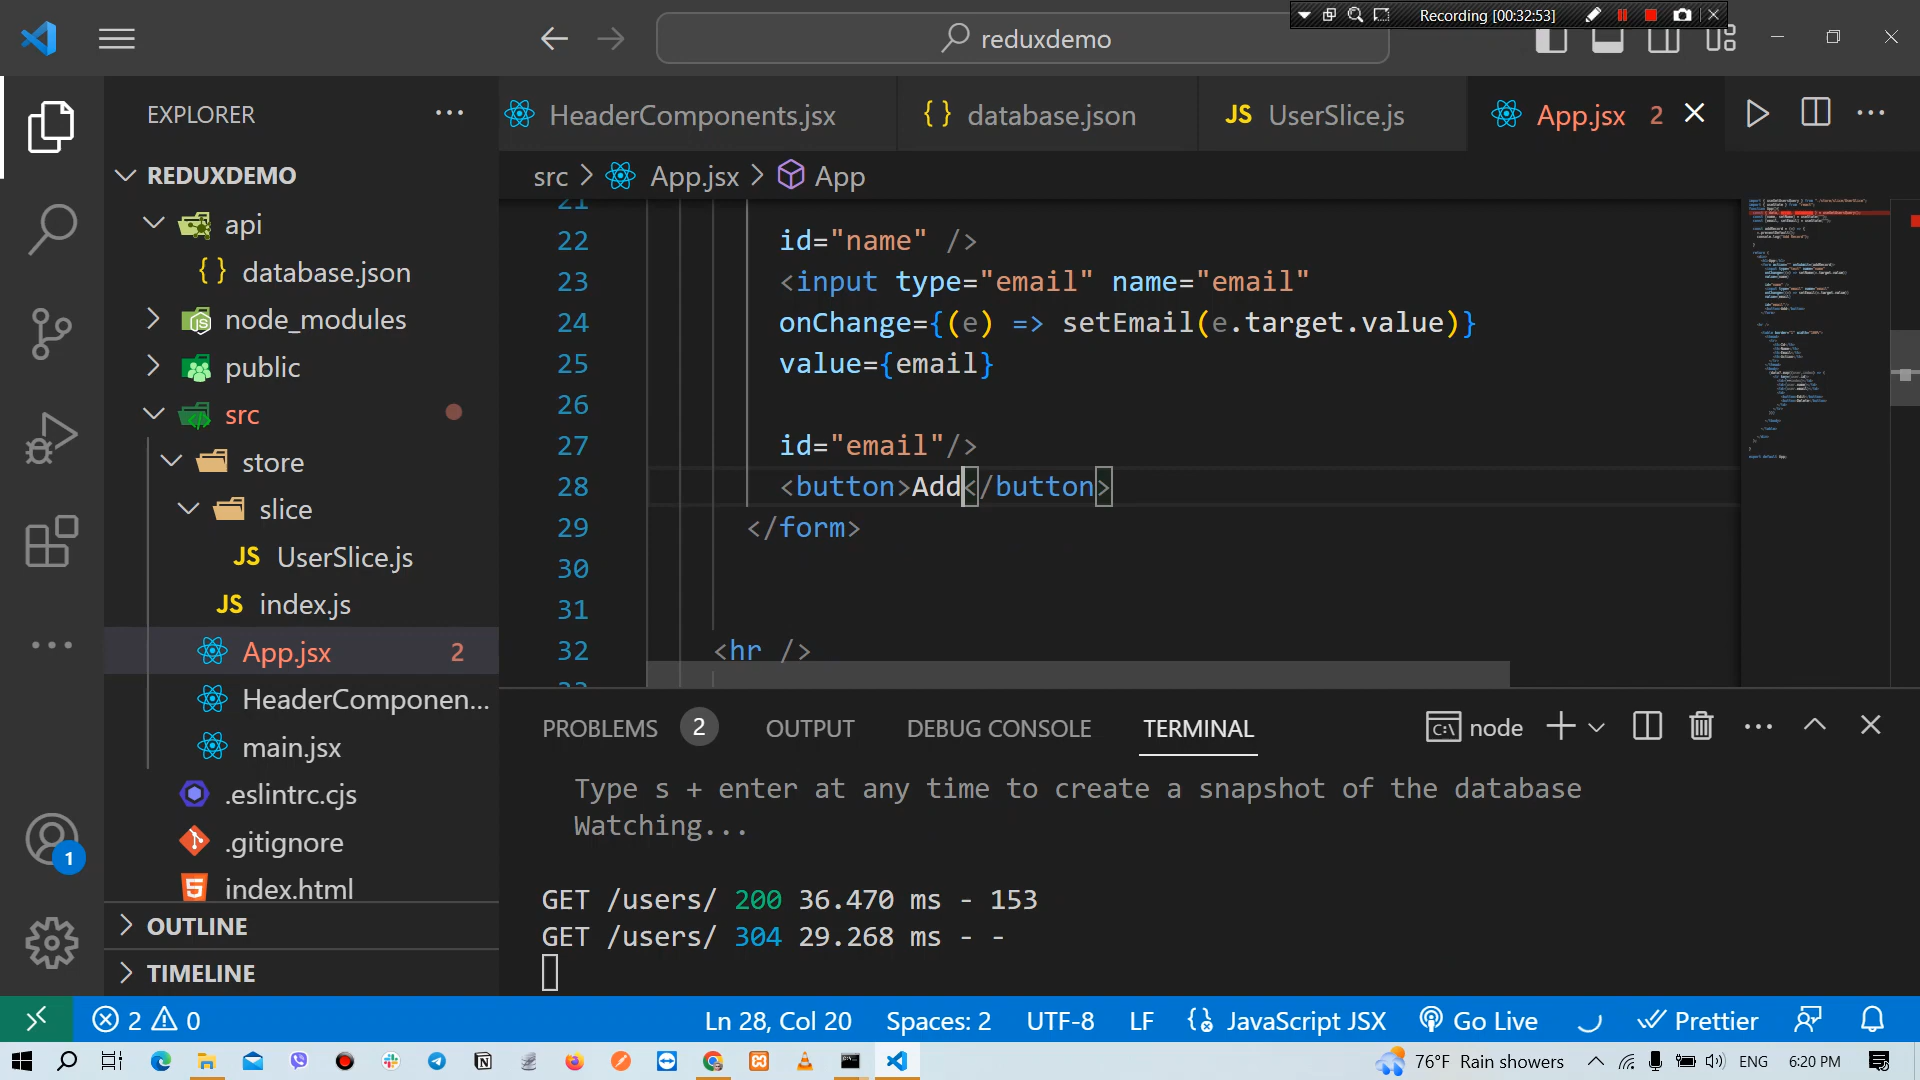 Recording [00:32:53]
reduxdemo
EXPLORER
HeaderComponents.jsx
{ } database.json
JS UserSlice.js
App.jsx 2
REDUXDEMO
api
{ } database.json
node_modules
public
src
store
slice
JS UserSlice.js
JS index.js
App.jsx 2
HeaderComponen...
main.jsx
.eslintrc.cjs
.gitignore
index.html
OUTLINE
TIMELINE
src > App.jsx > App
21
22 id="name" />
23 <input type="email" name="email"
24 onChange={(e) => setEmail(e.target.value)}
25 value={email}
26
27 id="email"/>
28 <button>Add</button>
29 </form>
30
31
32 <hr />
PROBLEMS 2 OUTPUT DEBUG CONSOLE TERMINAL
node
Type s + enter at any time to create a snapshot of the database
Watching...
GET /users/ 200 36.470 ms - 153
GET /users/ 304 29.268 ms - -
1
2 0
Ln 28, Col 20 Spaces: 2 UTF-8 LF JavaScript JSX Go Live Prettier
76°F Rain showers ENG 6:20 PM